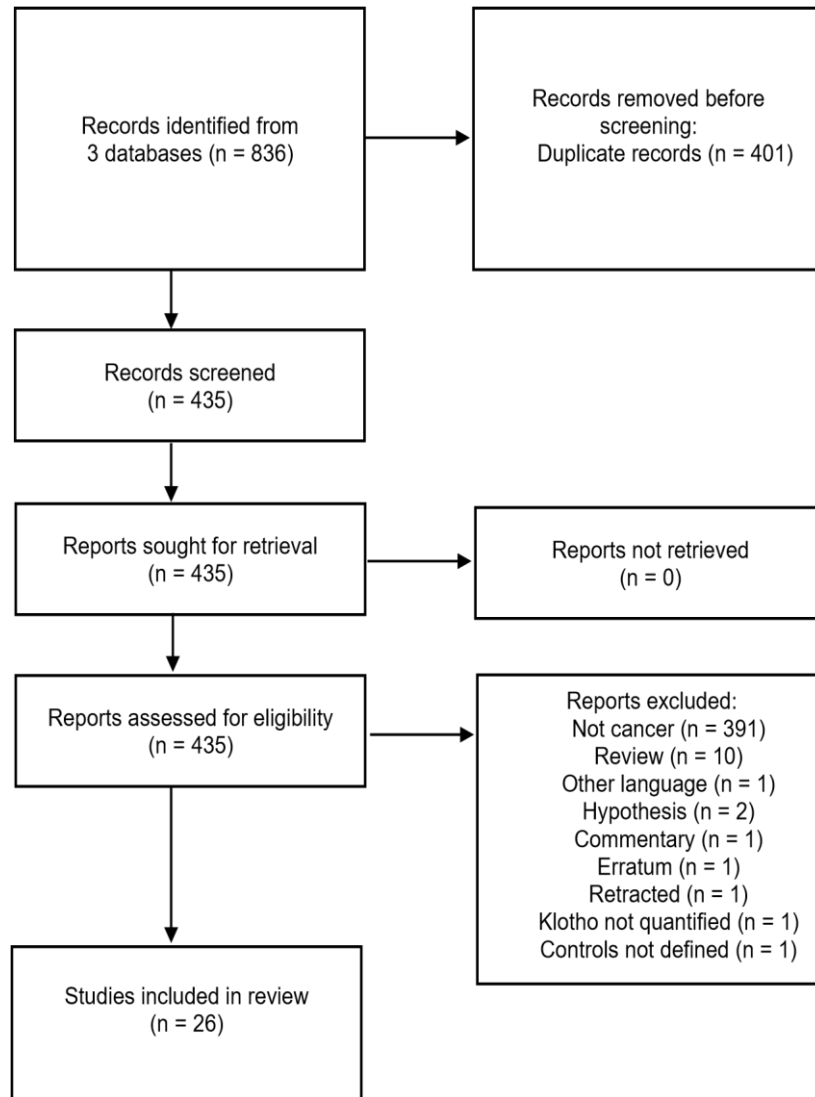 Records identified from
3 databases (n = 836)
Records removed before
screening:
Duplicate records (n = 401)
Records screened
(n = 435)
Reports sought for retrieval
(n = 435)
Reports not retrieved
(n = 0)
Reports assessed for eligibility
(n = 435)
Reports excluded:
Not cancer (n = 391)
Review (n = 10)
Other language (n = 1)
Hypothesis (n = 2)
Commentary (n = 1)
Erratum (n = 1)
Retracted (n = 1)
Klotho not quantified (n = 1)
Controls not defined (n = 1)
Studies included in review
(n = 26)